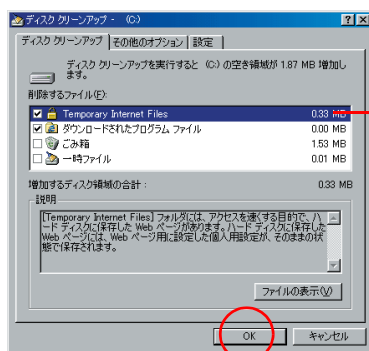 ディスク クリーンアップ - (C:)
ディスク クリーンアップ その他のオプション 設定
ディスク クリーンアップを実行すると (C:) の空き領域が 1.87 MB 増加し
ます。
削除するファイル(F):
Temporary Internet Files 0.33 MB
ダウンロードされたプログラム ファイル 0.00 MB
ごみ箱 1.53 MB
一時ファイル 0.01 MB
増加するディスク領域の合計 : 0.33 MB
説明
[Temporary Internet Files] フォルダには、アクセスを速くする目的で、ハ
ード ディスクに保存した Web ページがあります。ハード ディスクに保存した
Web ページには、Web ページ用に設定した個人用設定が、そのままの状
態で保存されます。
ファイルの表示(V)
OK キャンセル